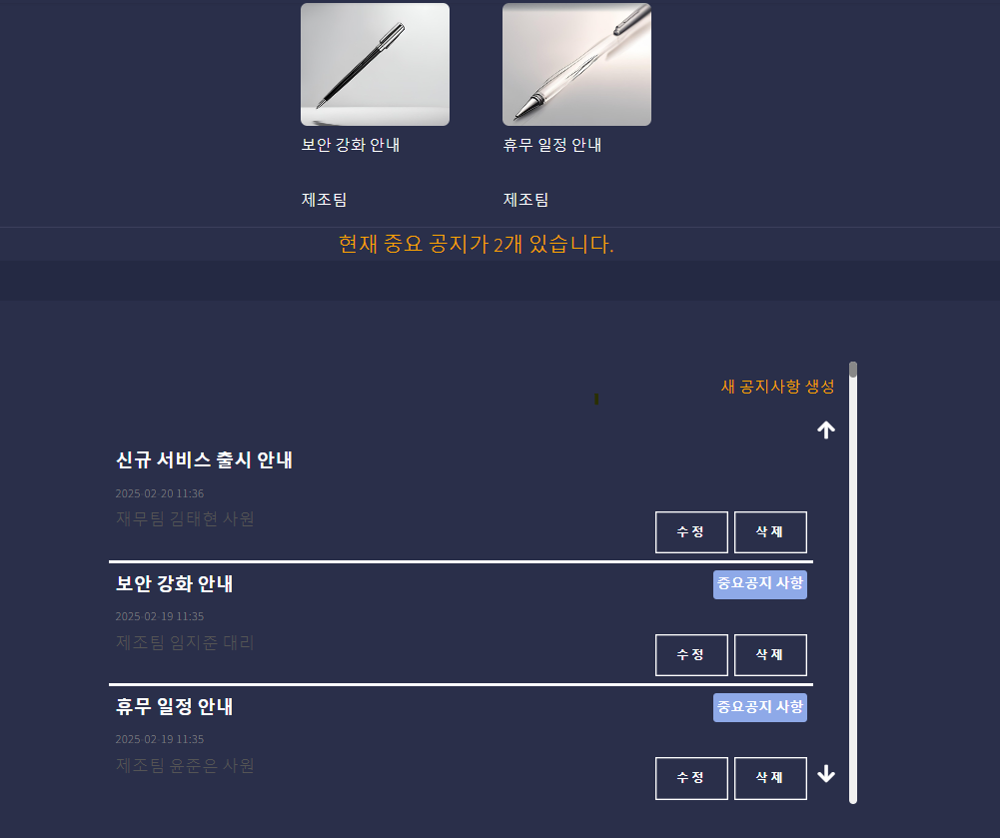 보안 강화 안내
휴무 일정 안내
제조팀
제조팀
현재 중요 공지가 2개 있습니다.
새 공지사항 생성
신규 서비스 출시 안내
2025-02-20 11:36
재무팀 김태현 사원
수정
삭제
보안 강화 안내
중요공지 사항
2025-02-19 11:35
제조팀 임지준 대리
수정
삭제
휴무 일정 안내
중요공지 사항
2025-02-19 11:35
제조팀 윤준은 사원
수정
삭제